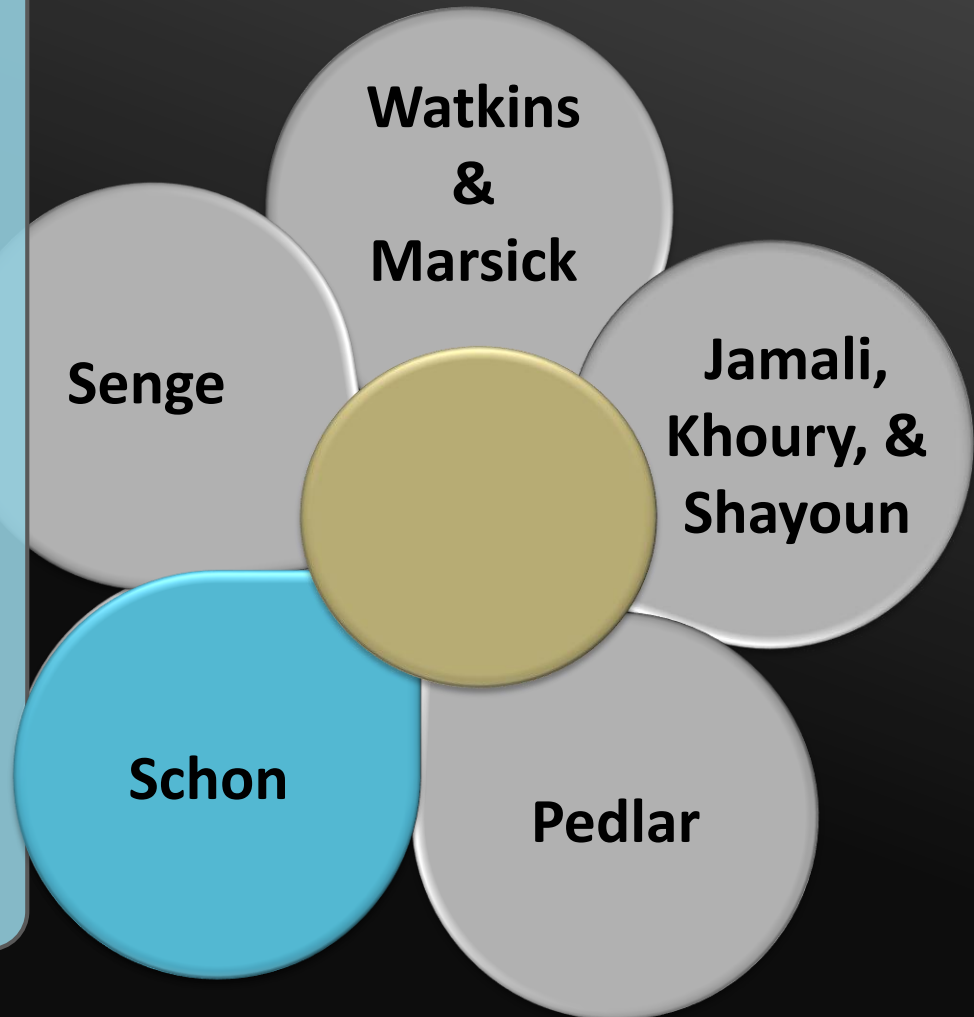 Watkins
&
Marsick
Senge
Jamali,
Khoury, &
Shayoun
Schon
Pedlar